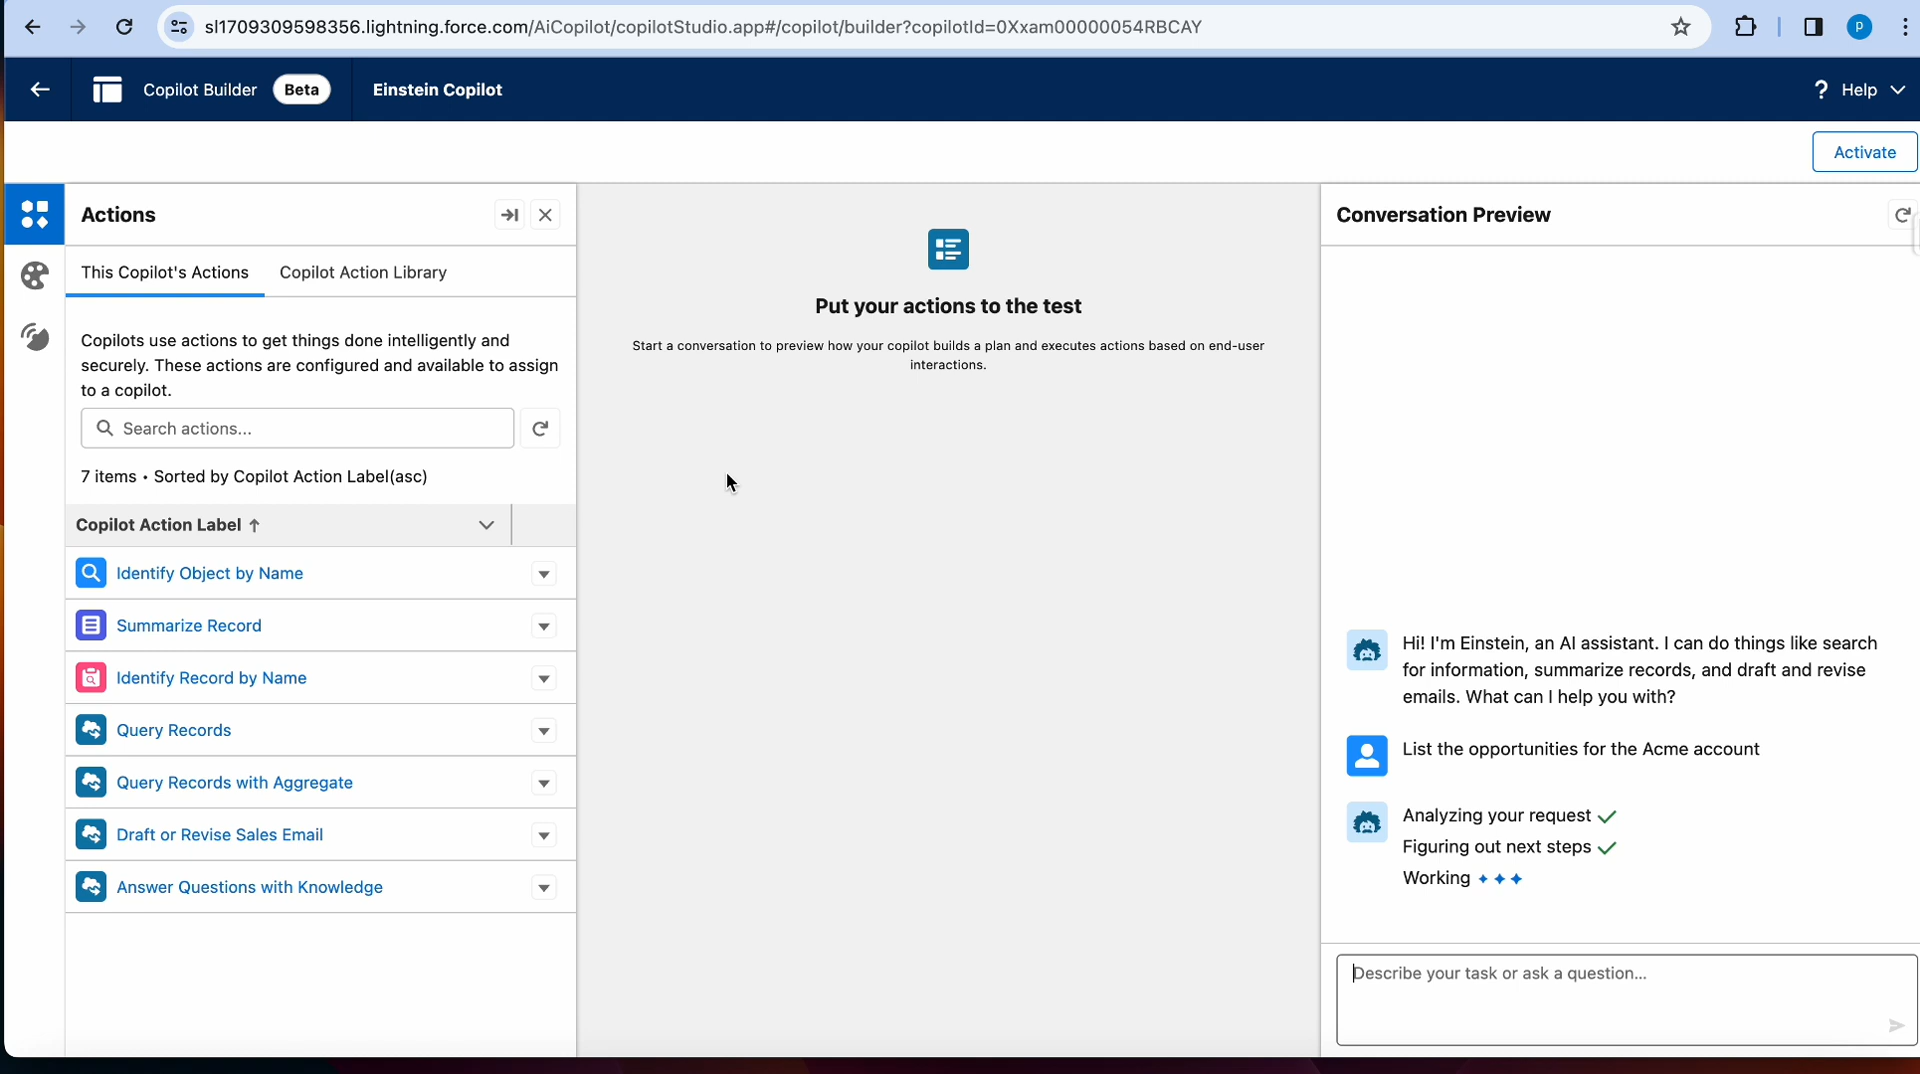 sl1709309598356.lightning.force.com/AiCopilot/copilotStudio.app#/copilot/builder?copilotId=0Xxam00000054RBCAY
P
Copilot Builder Beta Einstein Copilot ? Help
Activate
Actions
This Copilot's Actions Copilot Action Library
Copilots use actions to get things done intelligently and
securely. These actions are configured and available to assign
to a copilot.
Search actions...
7 items • Sorted by Copilot Action Label(asc)
Copilot Action Label ↑
Identify Object by Name
Summarize Record
Identify Record by Name
Query Records
Query Records with Aggregate
Draft or Revise Sales Email
Answer Questions with Knowledge
Put your actions to the test
Start a conversation to preview how your copilot builds a plan and executes actions based on end-user
interactions.
Conversation Preview
Hi! I'm Einstein, an AI assistant. I can do things like search
for information, summarize records, and draft and revise
emails. What can I help you with?
List the opportunities for the Acme account
Analyzing your request
Figuring out next steps
Working
Describe your task or ask a question...